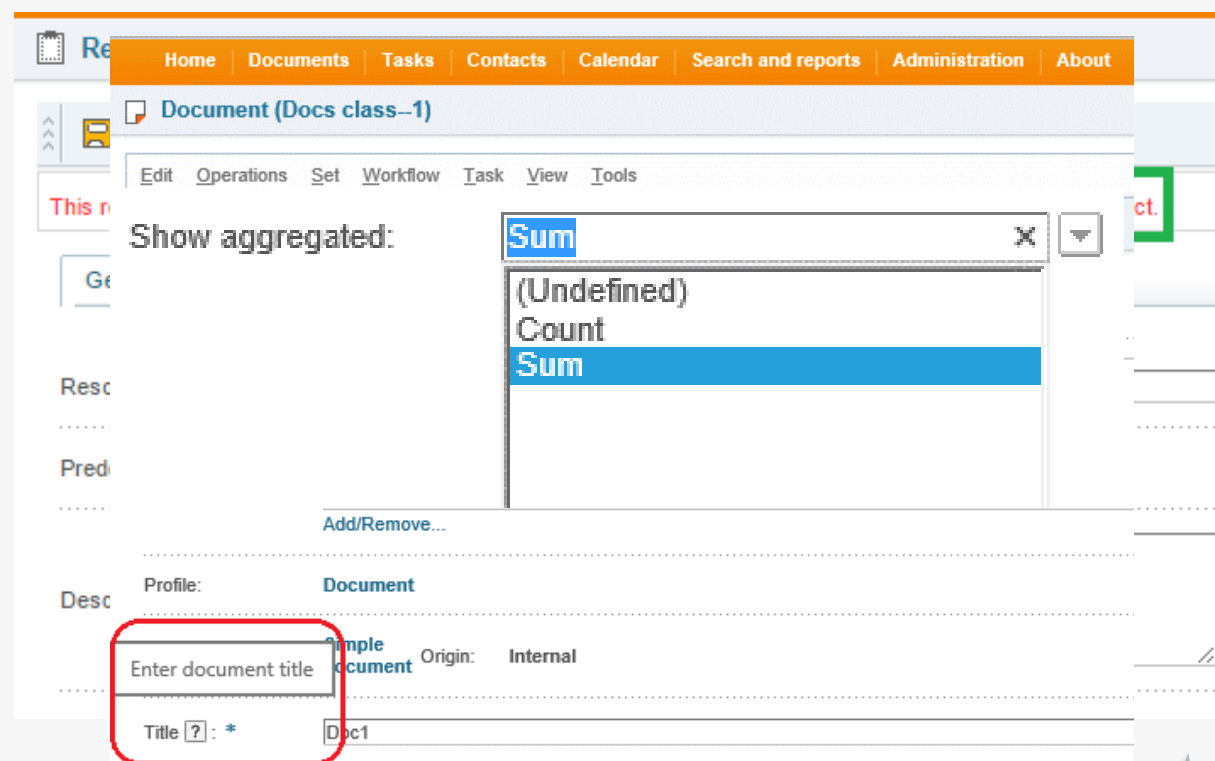 Re
Home Documents Tasks Contacts Calendar Search and reports Administration About
Document (Docs class--1)
Edit Operations Set Workflow Task View Tools
This ct.
Show aggregated: Sum
Ge
(Undefined)
Count
Sum
Reso
Pred
Add/Remove...
Profile: Document
Desc
Simple
Document Origin: Internal
Enter document title
Title ? : * Doc1